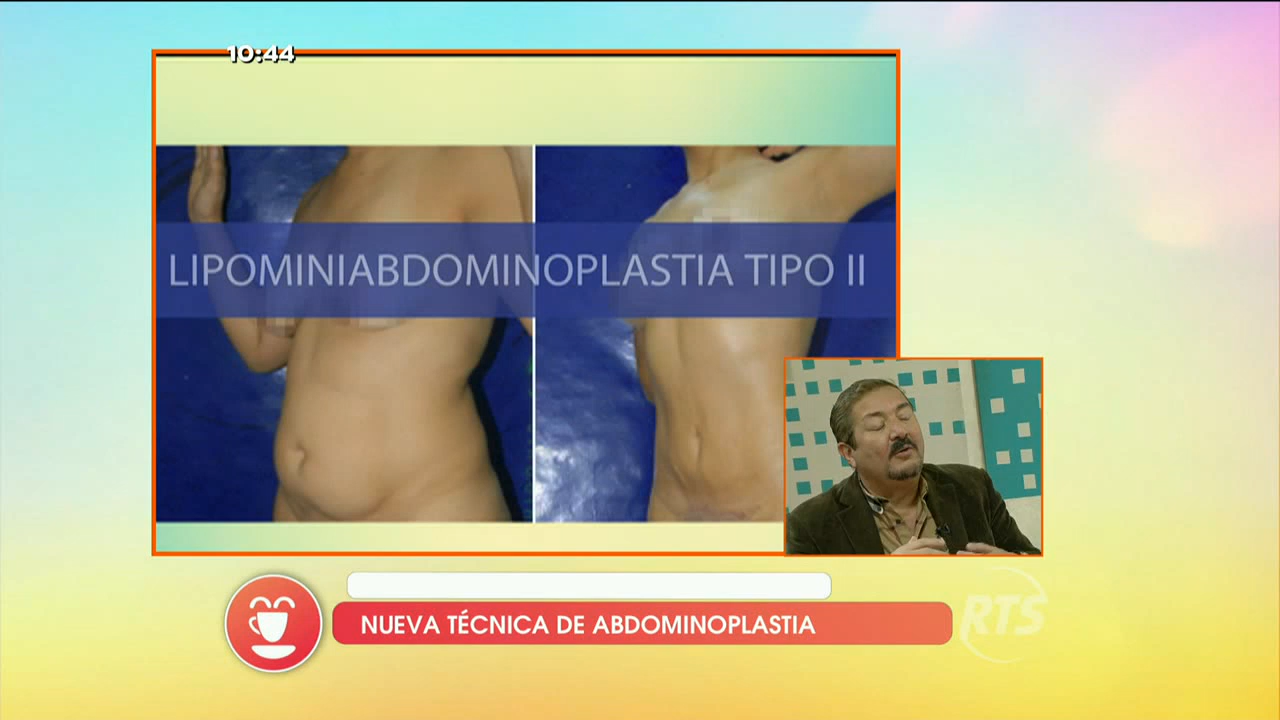 10:44
LIPOMINIABDOMINOPLASTIA TIPO II
NUEVA TÉCNICA DE ABDOMINOPLASTIA
RTS